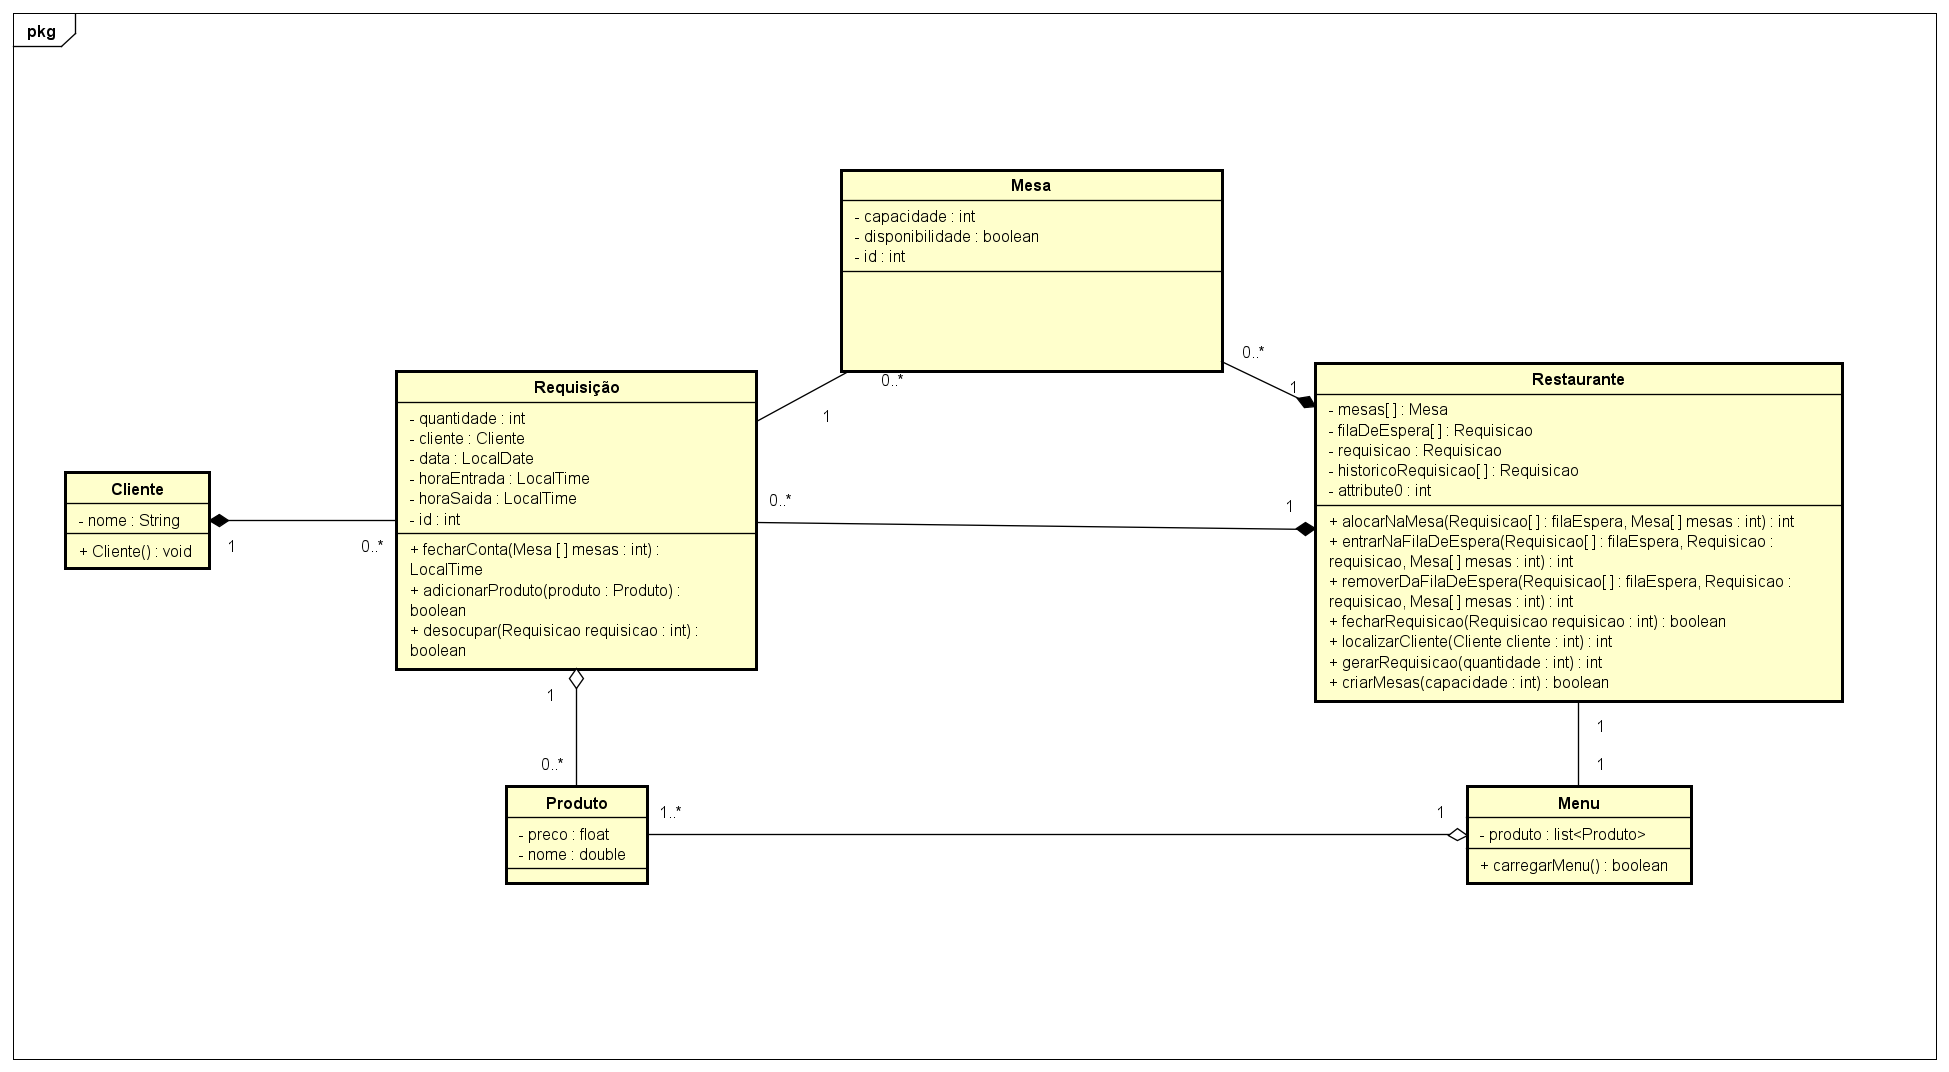 pkg
Mesa
- capacidade : int
- disponibilidade : boolean
- id : int
0..*
1
0..*
1
Requisição
- quantidade : int
- cliente : Cliente
- data : LocalDate
- horaEntrada : LocalTime
- horaSaida : LocalTime
- id : int
+ fecharConta(Mesa [ ] mesas : int) :
LocalTime
+ adicionarProduto(produto : Produto) :
boolean
+ desocupar(Requisicao requisicao : int) :
boolean
Restaurante
- mesas[ ] : Mesa
- filaDeEspera[ ] : Requisicao
- requisicao : Requisicao
- historicoRequisicao[ ] : Requisicao
- attribute0 : int
+ alocarNaMesa(Requisicao[ ] : filaEspera, Mesa[ ] mesas : int) : int
+ entrarNaFilaDeEspera(Requisicao[ ] : filaEspera, Requisicao :
requisicao, Mesa[ ] mesas : int) : int
+ removerDaFilaDeEspera(Requisicao[ ] : filaEspera, Requisicao :
requisicao, Mesa[ ] mesas : int) : int
+ fecharRequisicao(Requisicao requisicao : int) : boolean
+ localizarCliente(Cliente cliente : int) : int
+ gerarRequisicao(quantidade : int) : int
+ criarMesas(capacidade : int) : boolean
Cliente
- nome : String
+ Cliente() : void
1
0..*
0..*
1
1
0..*
1
1
Produto
- preco : float
- nome : double
1..*
1
Menu
- produto : list<Produto>
+ carregarMenu() : boolean